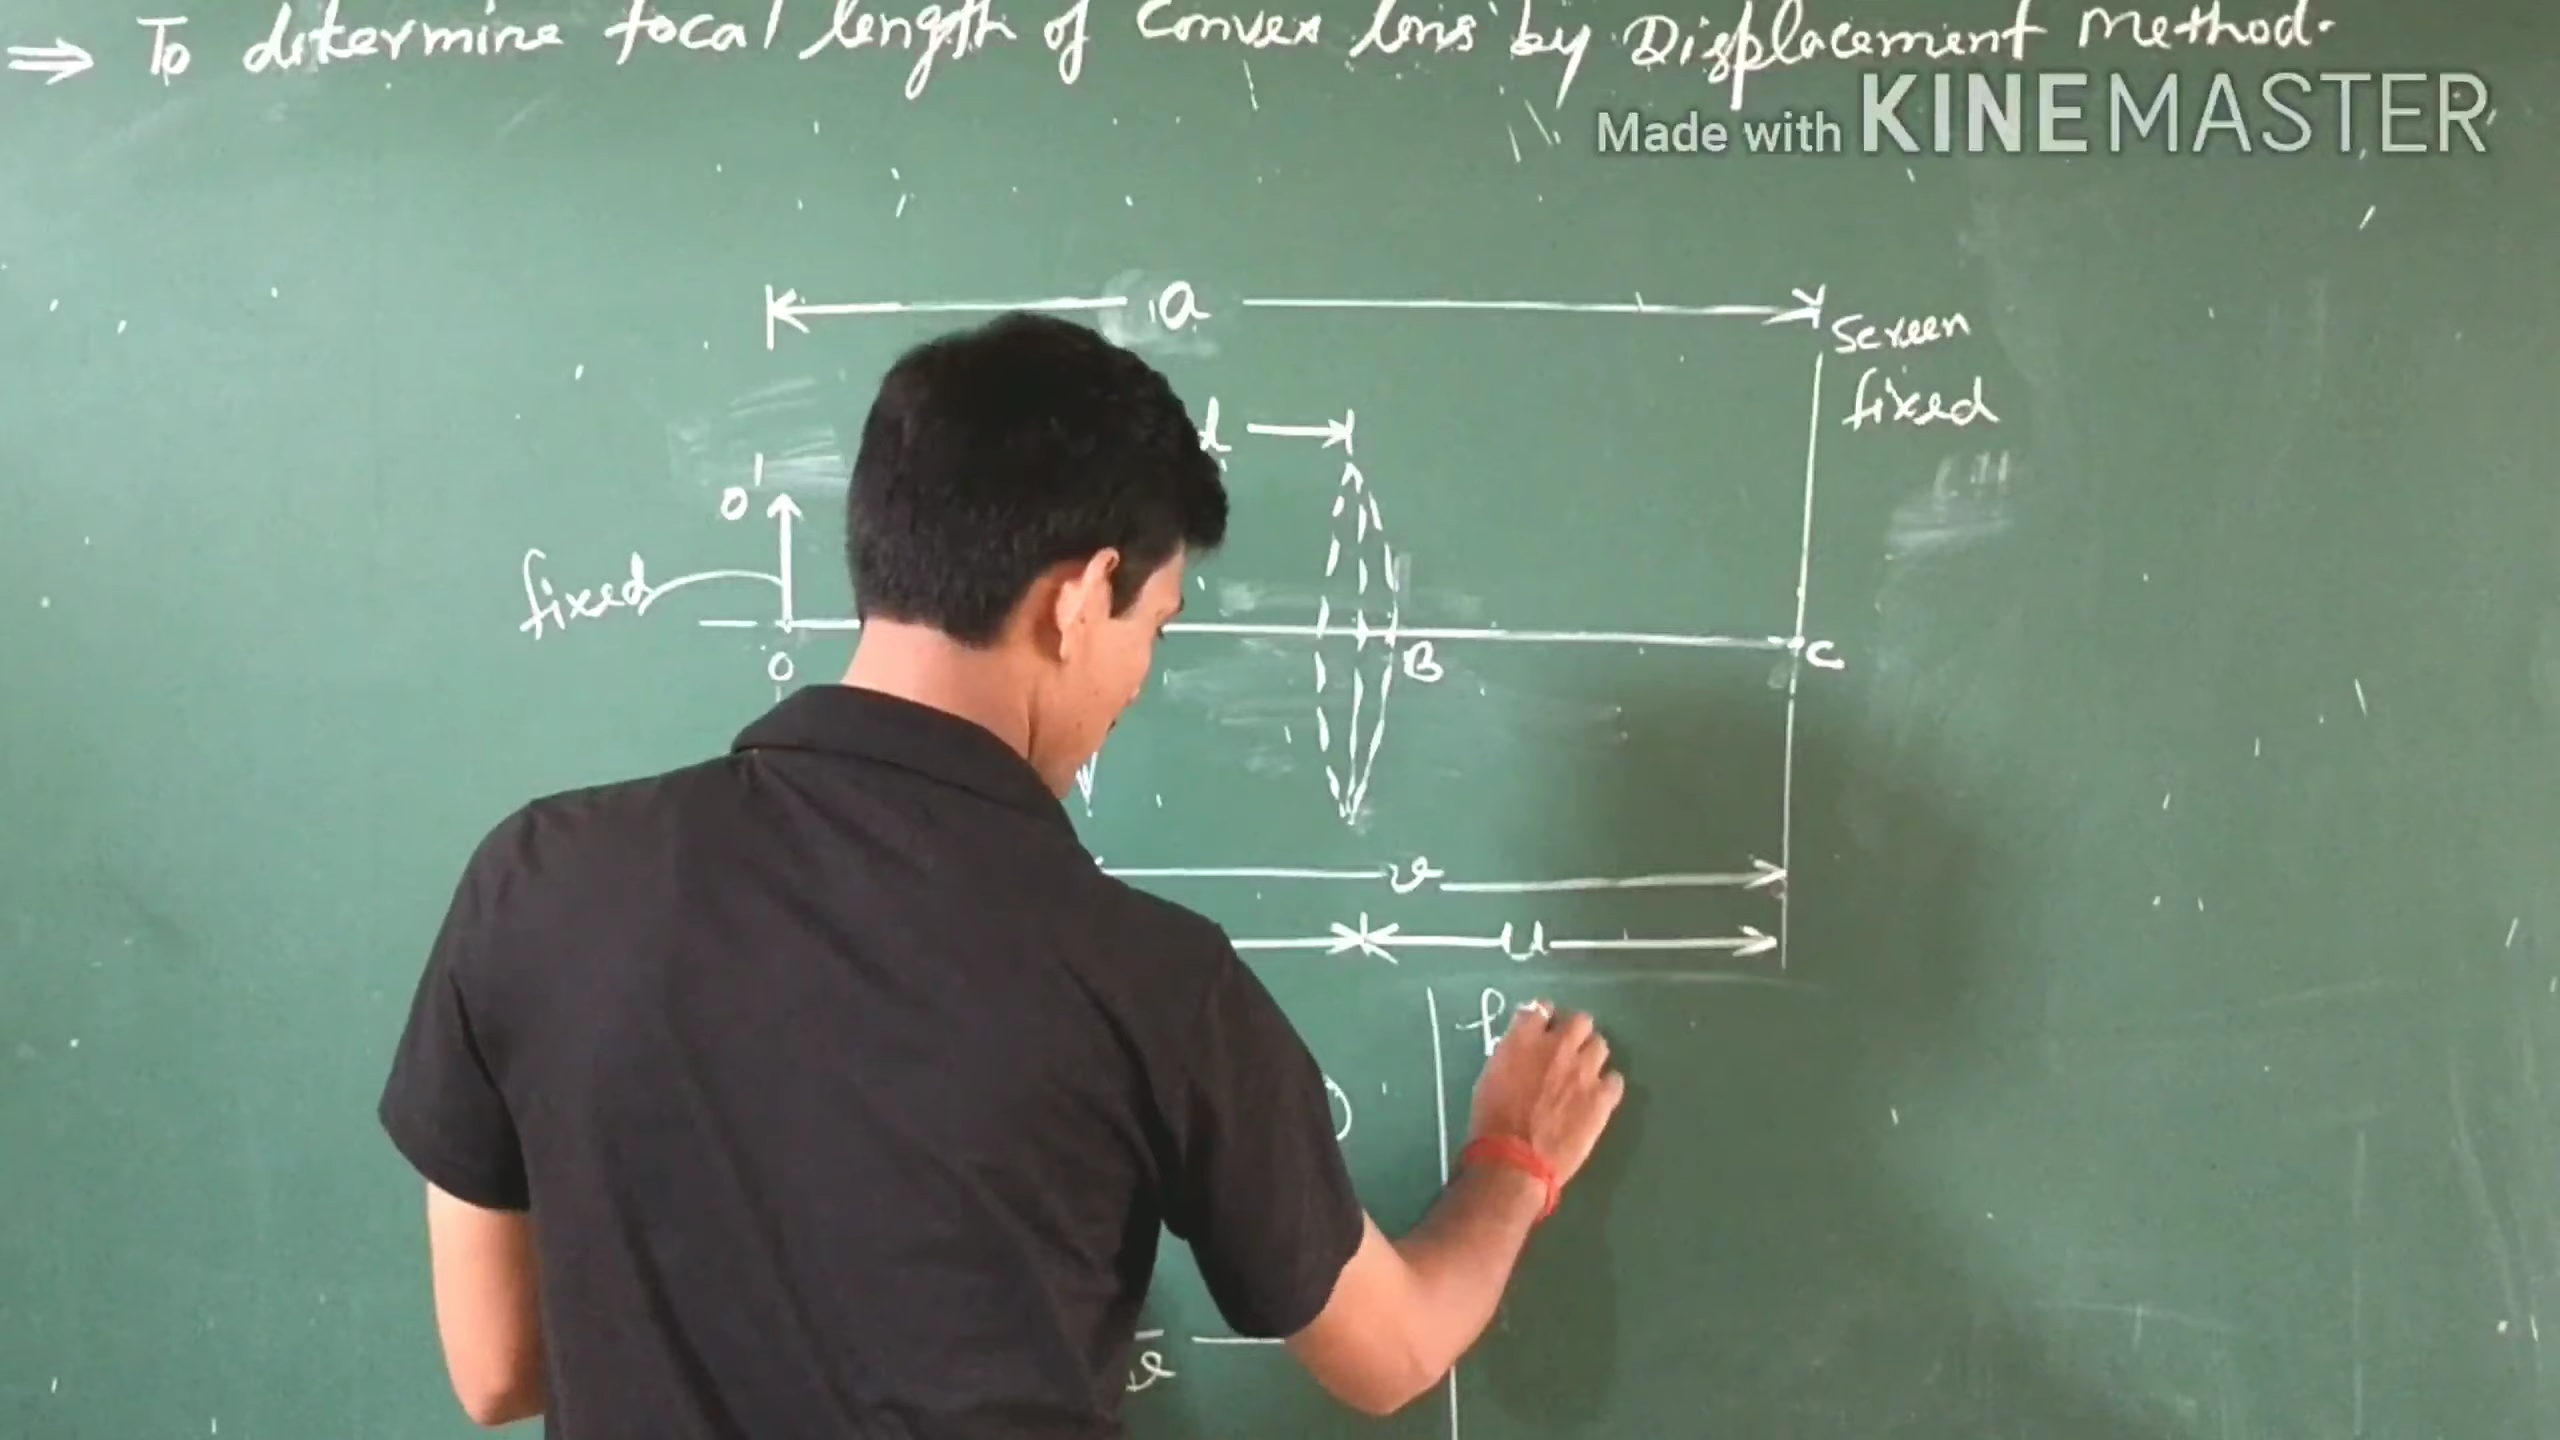 ⇒ To determine focal length of Convex lens by Displacement Method.
Made with KINEMASTER
a
Screen
fixed
d
O'
fixed
O
B
C
v
u